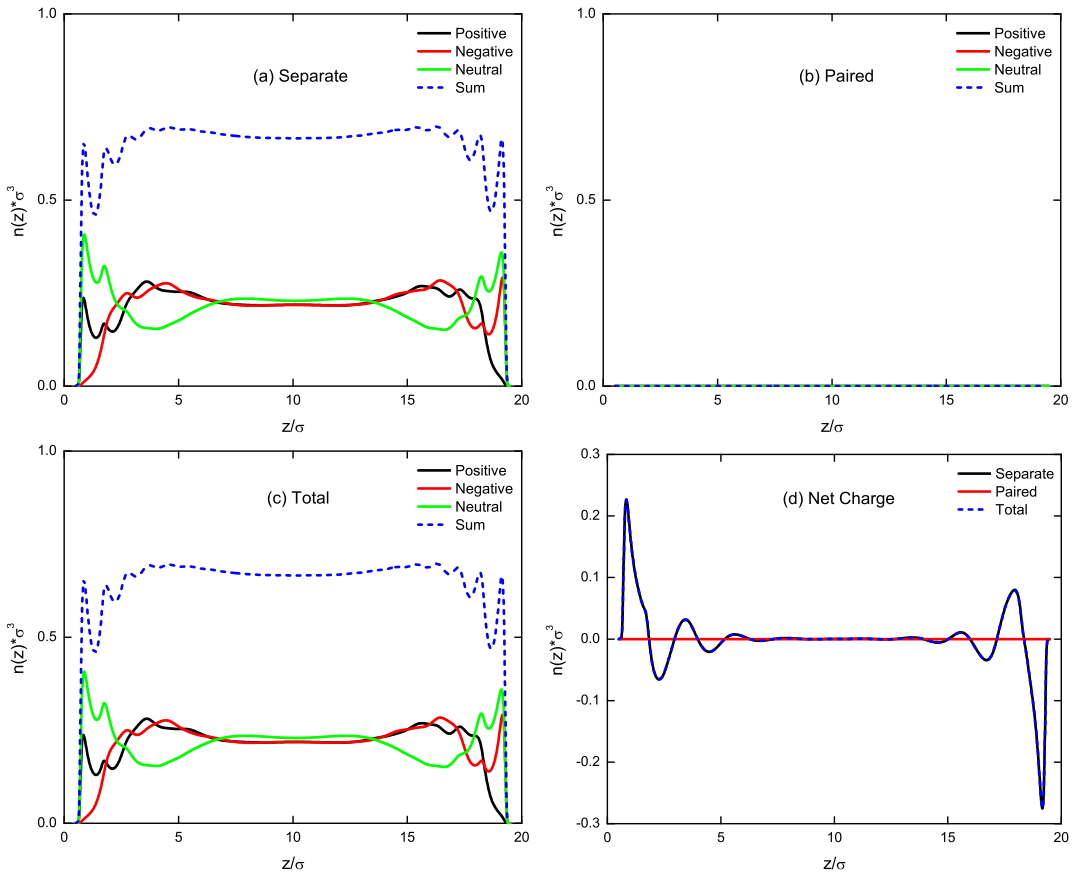 1.0
0.5
0.0
0
5
10
15
20
n(z)*σ³
z/σ
(a) Separate
Positive
Negative
Neutral
Sum
1.0
0.5
0.0
0
5
10
15
20
n(z)*σ³
z/σ
(b) Paired
Positive
Negative
Neutral
Sum
1.0
0.5
0.0
0
5
10
15
20
n(z)*σ³
z/σ
(c) Total
Positive
Negative
Neutral
Sum
0.3
0.2
0.1
0.0
-0.1
-0.2
-0.3
0
5
10
15
20
n(z)*σ³
z/σ
(d) Net Charge
Separate
Paired
Total